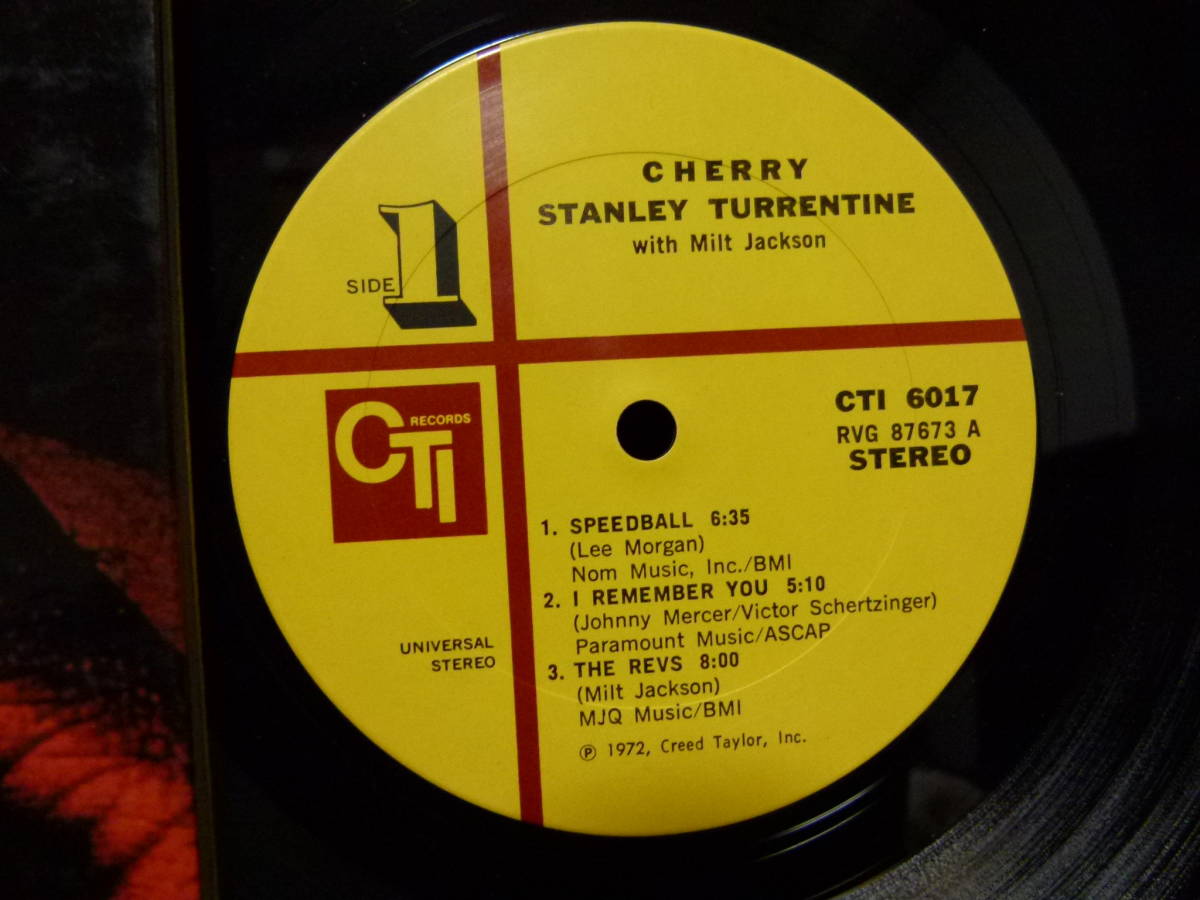 CHERRY
STANLEY TURRENTINE
with Milt Jackson
SIDE 1
CTI RECORDS
CTI 6017
RVG 87673 A
STEREO
1. SPEEDBALL 6:35
(Lee Morgan)
Nom Music, Inc./BMI
2. I REMEMBER YOU 5:10
(Johnny Mercer/Victor Schertzinger)
Paramount Music/ASCAP
3. THE REVS 8:00
(Milt Jackson)
MJQ Music/BMI
℗ 1972, Creed Taylor, Inc.
UNIVERSAL
STEREO